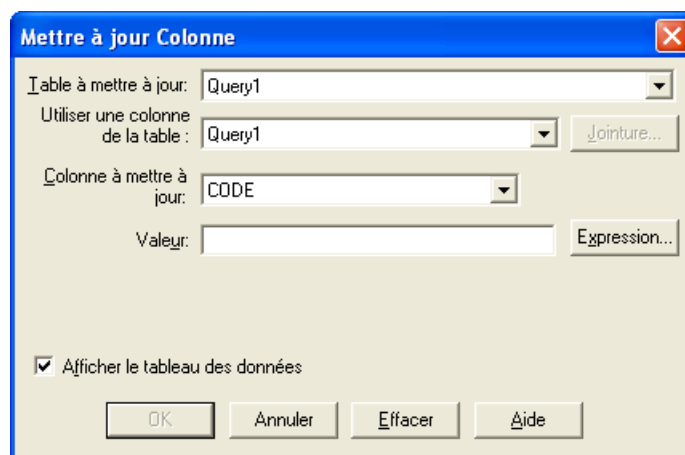 Mettre à jour Colonne
Table à mettre à jour: Query1
Utiliser une colonne
de la table : Query1 Jointure...
Colonne à mettre à
jour: CODE
Valeur: Expression...
Afficher le tableau des données
OK Annuler Effacer Aide